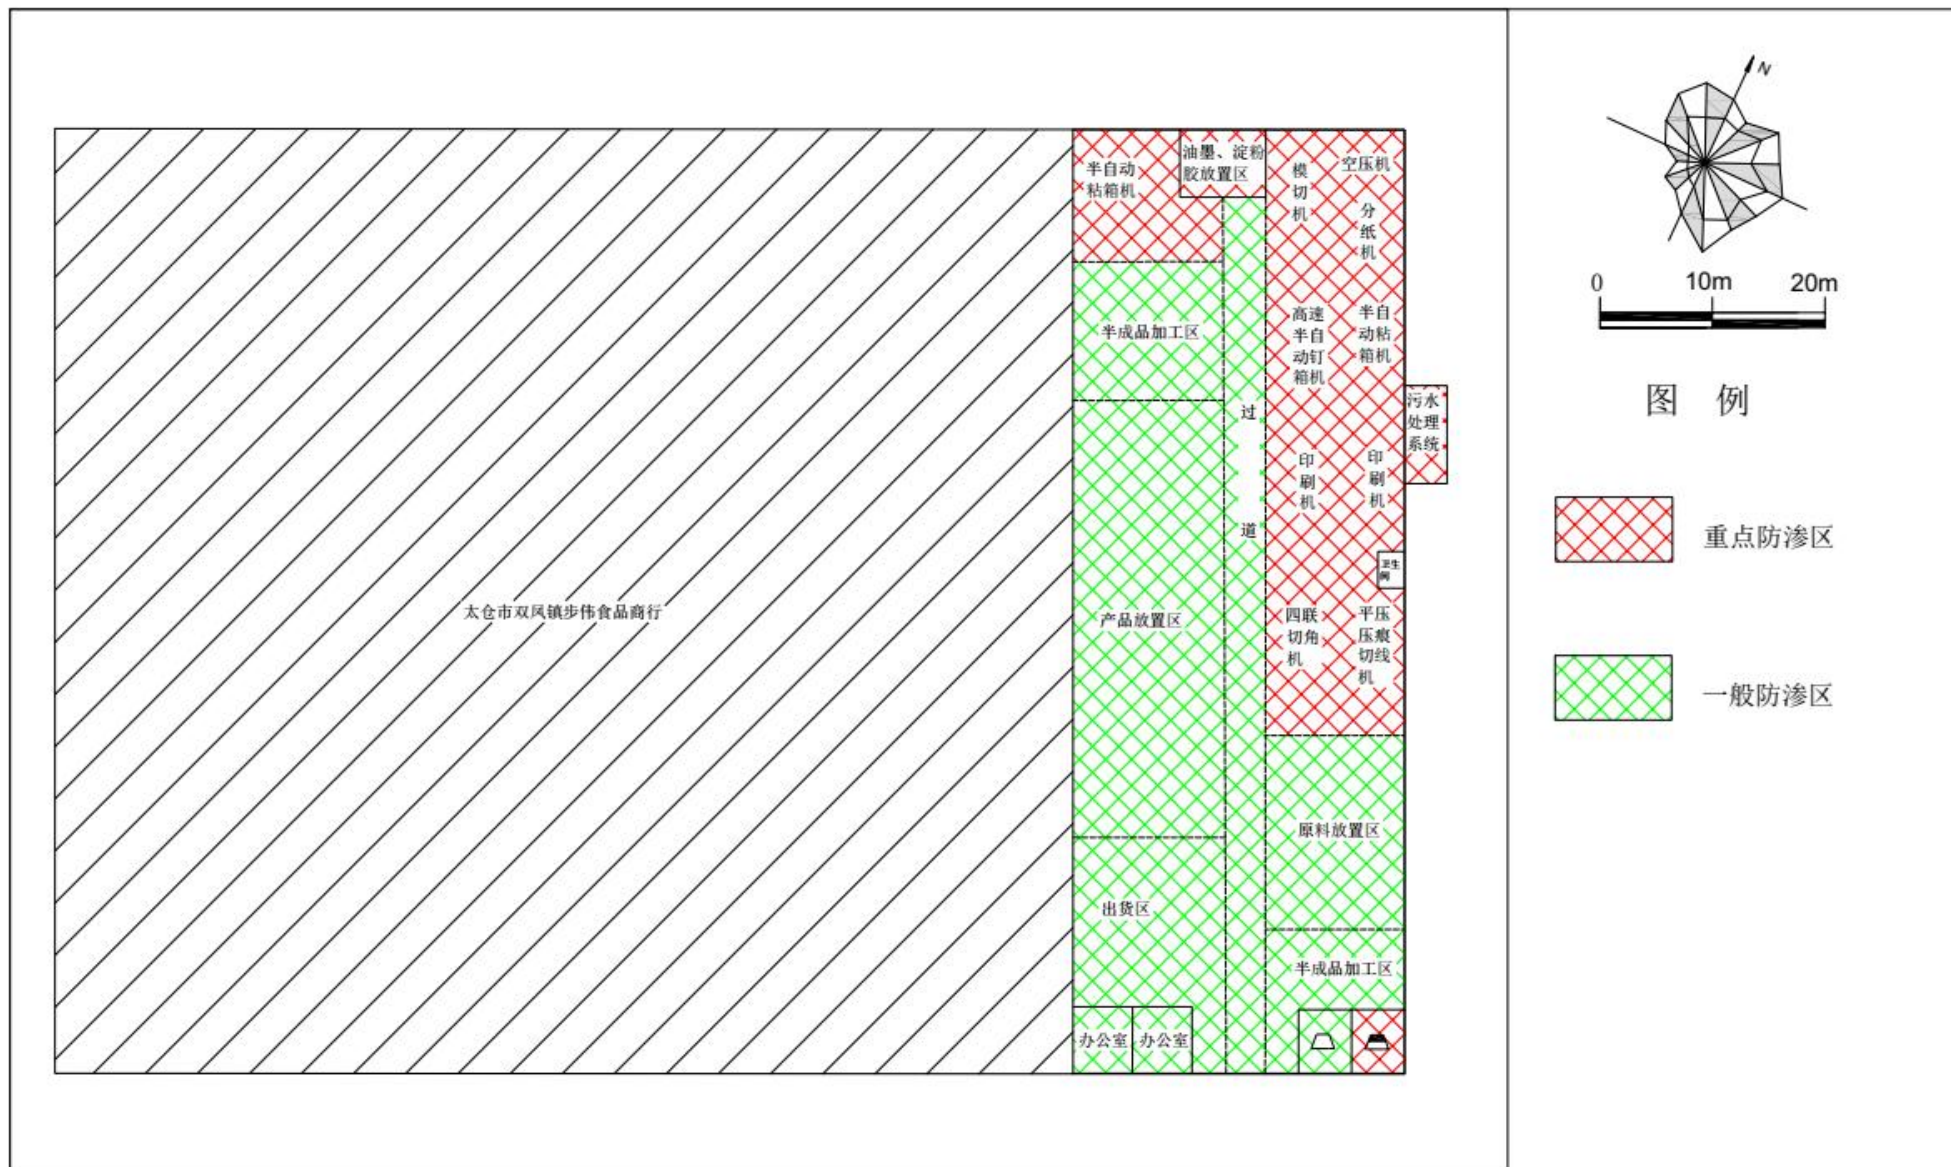 半自动
粘箱机
油墨、淀粉
胶放置区
模
切
机
空压机
分
纸
机
半成品加工区
高速
半自
动钉
箱机
半自
动粘
箱机
过
道
污水
处理
系统
印
刷
机
印
刷
机
卫生
间
太仓市双凤镇步伟食品商行
产品放置区
四联
切角
机
平压
压痕
切线
机
原料放置区
出货区
半成品加工区
办公室
办公室
N
0
10m
20m
图 例
重点防渗区
一般防渗区